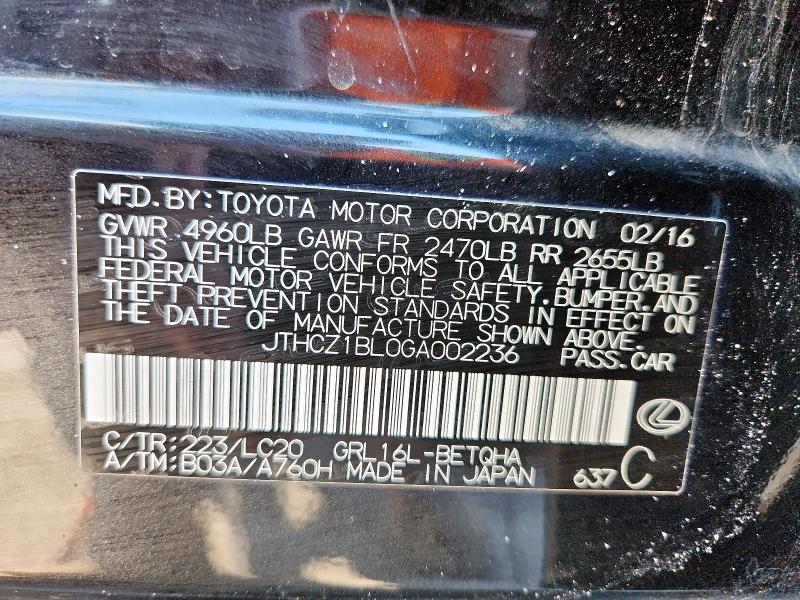 MFD.BY:TOYOTA MOTOR CORPORATION 02/16
GVWR 4960LB GAWR FR 2470LB RR 2655LB
THIS VEHICLE CONFORMS TO ALL APPLICABLE
FEDERAL MOTOR VEHICLE SAFETY,BUMPER,AND
THEFT PREVENTION STANDARDS IN EFFECT ON
THE DATE OF MANUFACTURE SHOWN ABOVE.
JTHCZ1BL0GA002236 PASS.CAR
C/TR:223/LC20 GRL16L-BETQHA
A/TM:B03A/A760H MADE IN JAPAN 637 C